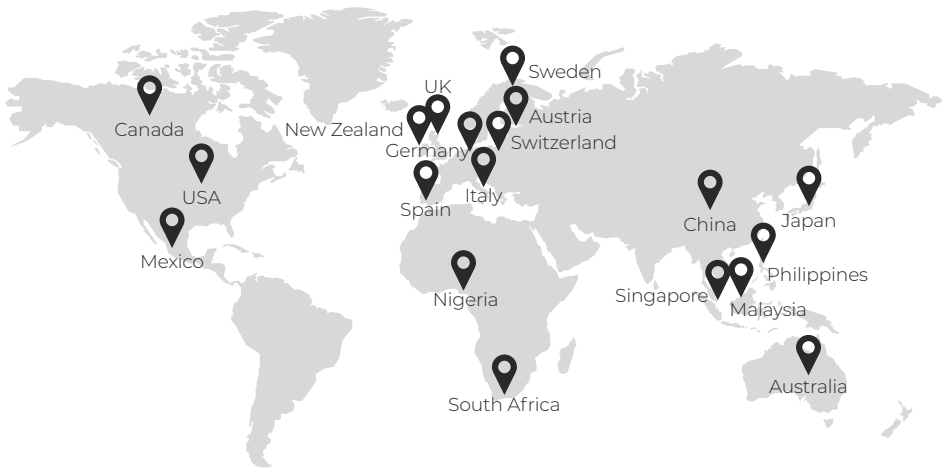 Sweden
UK
Austria
Canada
New Zealand
Switzerland
Germany
USA
Italy
Spain
China
Japan
Mexico
Philippines
Nigeria
Singapore
Malaysia
Australia
South Africa